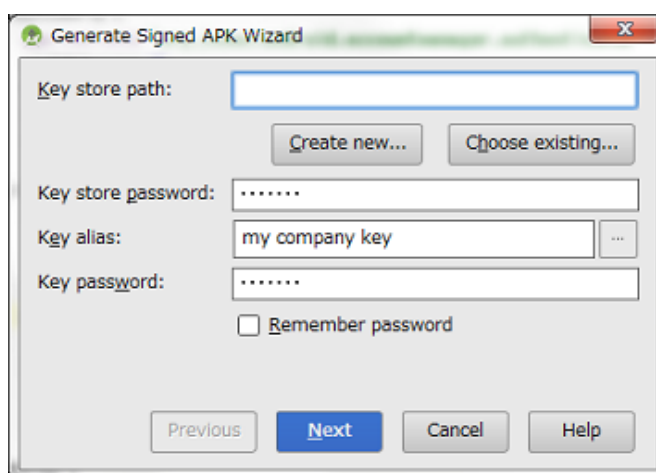 Generate Signed APK Wizard
Key store path:
Create new... Choose existing...
Key store password: •••••••
Key alias: my company key ...
Key password: •••••••
Remember password
Previous Next Cancel Help